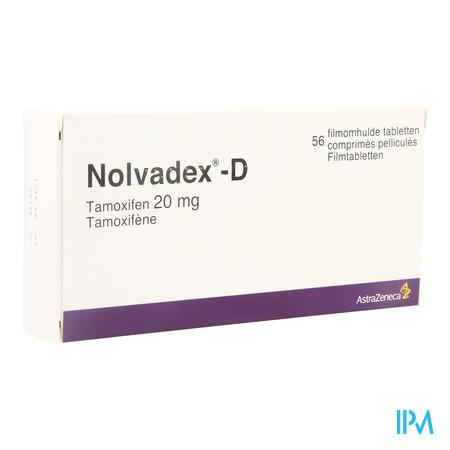 Nolvadex®-D
Tamoxifen 20 mg
Tamoxifène
56 filmomhulde tabletten
comprimés pelliculés
Filmtabletten
AstraZeneca
IPM